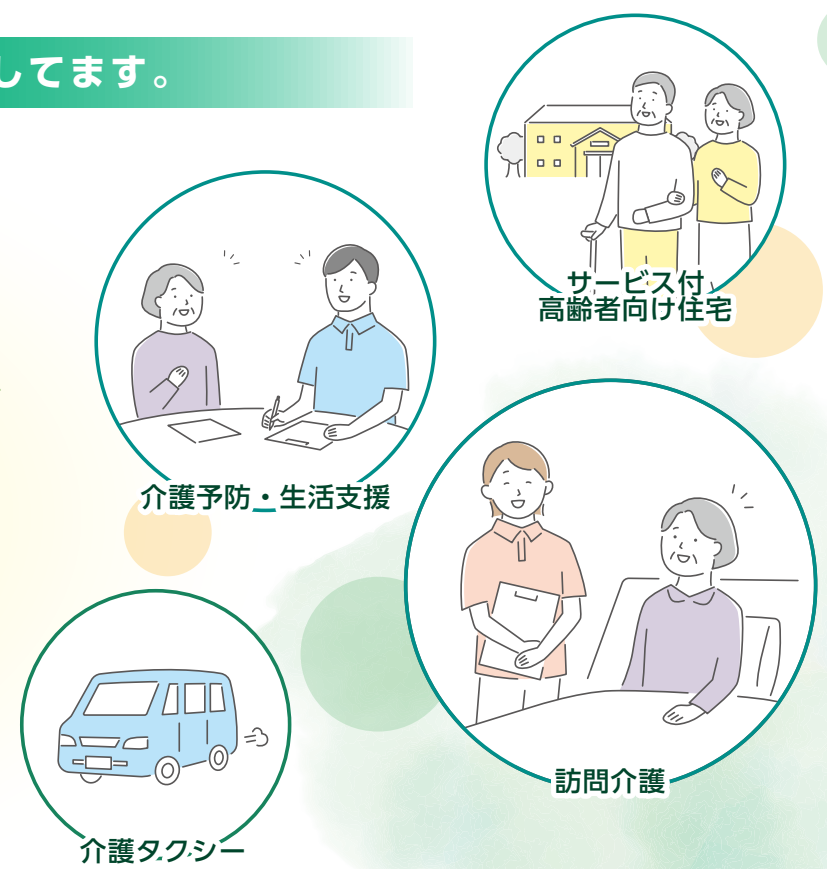 してます。
サービス付
高齢者向け住宅
介護予防・生活支援
訪問介護
介護タクシー